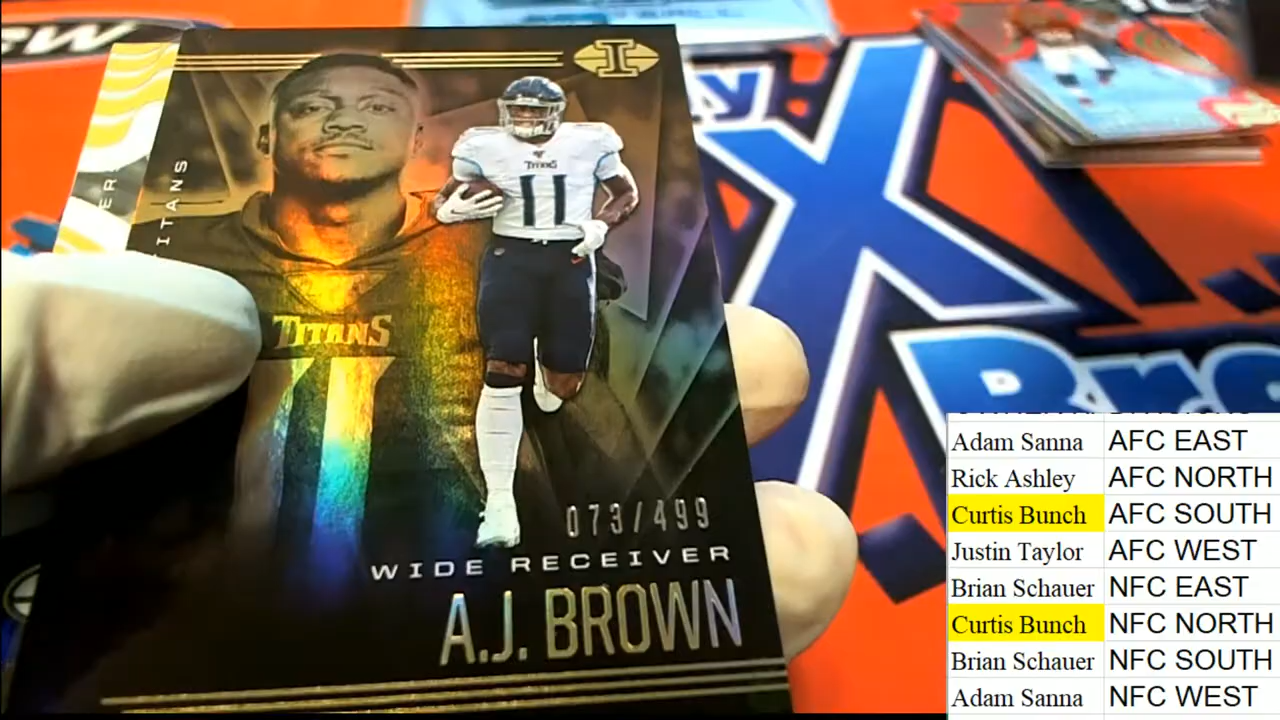 I
TITANS
TITANS
11
TITANS
073/499
WIDE RECEIVER
A.J. BROWN
X
Adam Sanna AFC EAST
Rick Ashley AFC NORTH
Curtis Bunch AFC SOUTH
Justin Taylor AFC WEST
Brian Schauer NFC EAST
Curtis Bunch NFC NORTH
Brian Schauer NFC SOUTH
Adam Sanna NFC WEST